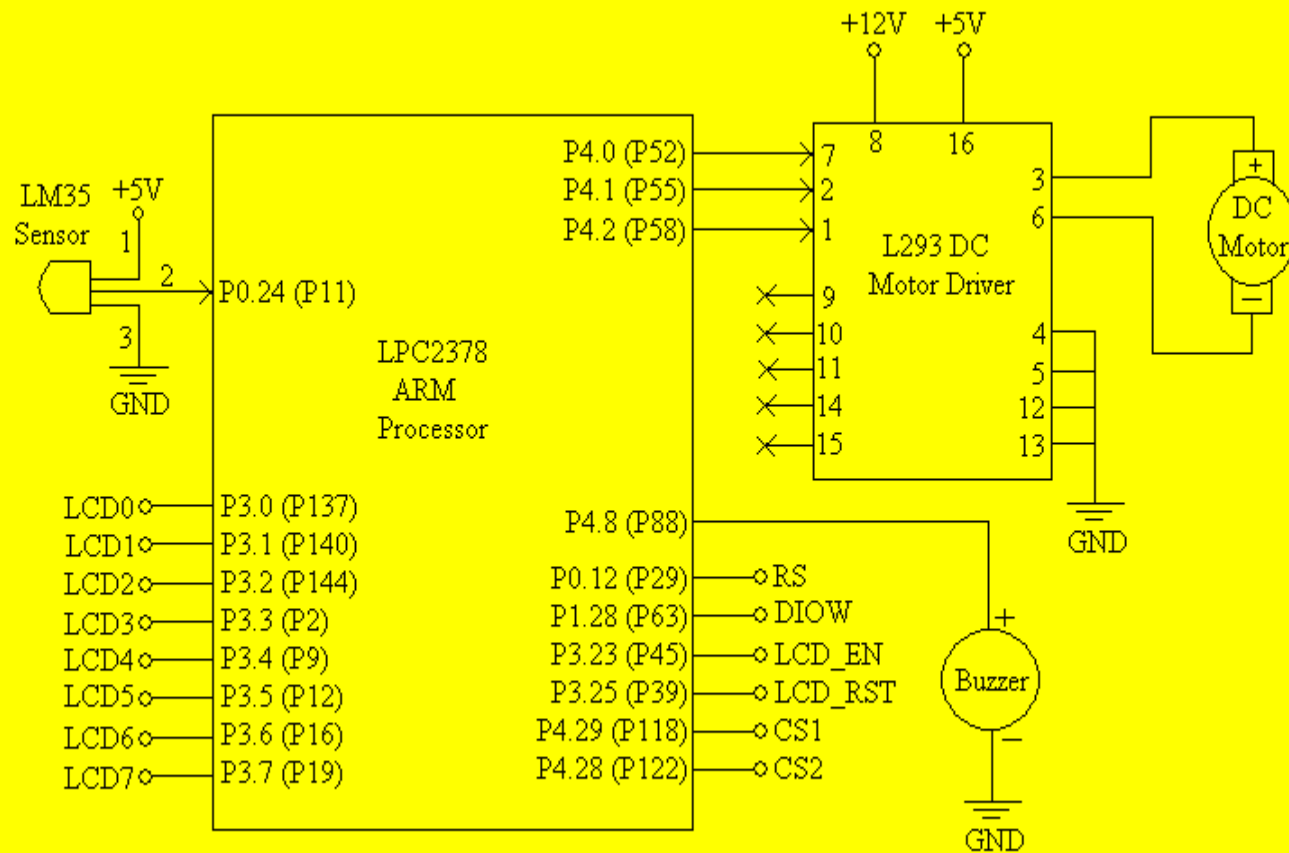 +12V +5V
8 16
LM35
Sensor
+5V
1
2
3
GND
P0.24 (P11)
LPC2378
ARM
Processor
P4.0 (P52)
P4.1 (P55)
P4.2 (P58)
7
2
1
9
10
11
14
15
L293 DC
Motor Driver
3
6
4
5
12
13
GND
+
DC
Motor
−
LCD0 P3.0 (P137)
LCD1 P3.1 (P140)
LCD2 P3.2 (P144)
LCD3 P3.3 (P2)
LCD4 P3.4 (P9)
LCD5 P3.5 (P12)
LCD6 P3.6 (P16)
LCD7 P3.7 (P19)
P4.8 (P88)
P0.12 (P29) RS
P1.28 (P63) DIOW
P3.23 (P45) LCD_EN
P3.25 (P39) LCD_RST
P4.29 (P118) CS1
P4.28 (P122) CS2
+
Buzzer
−
GND